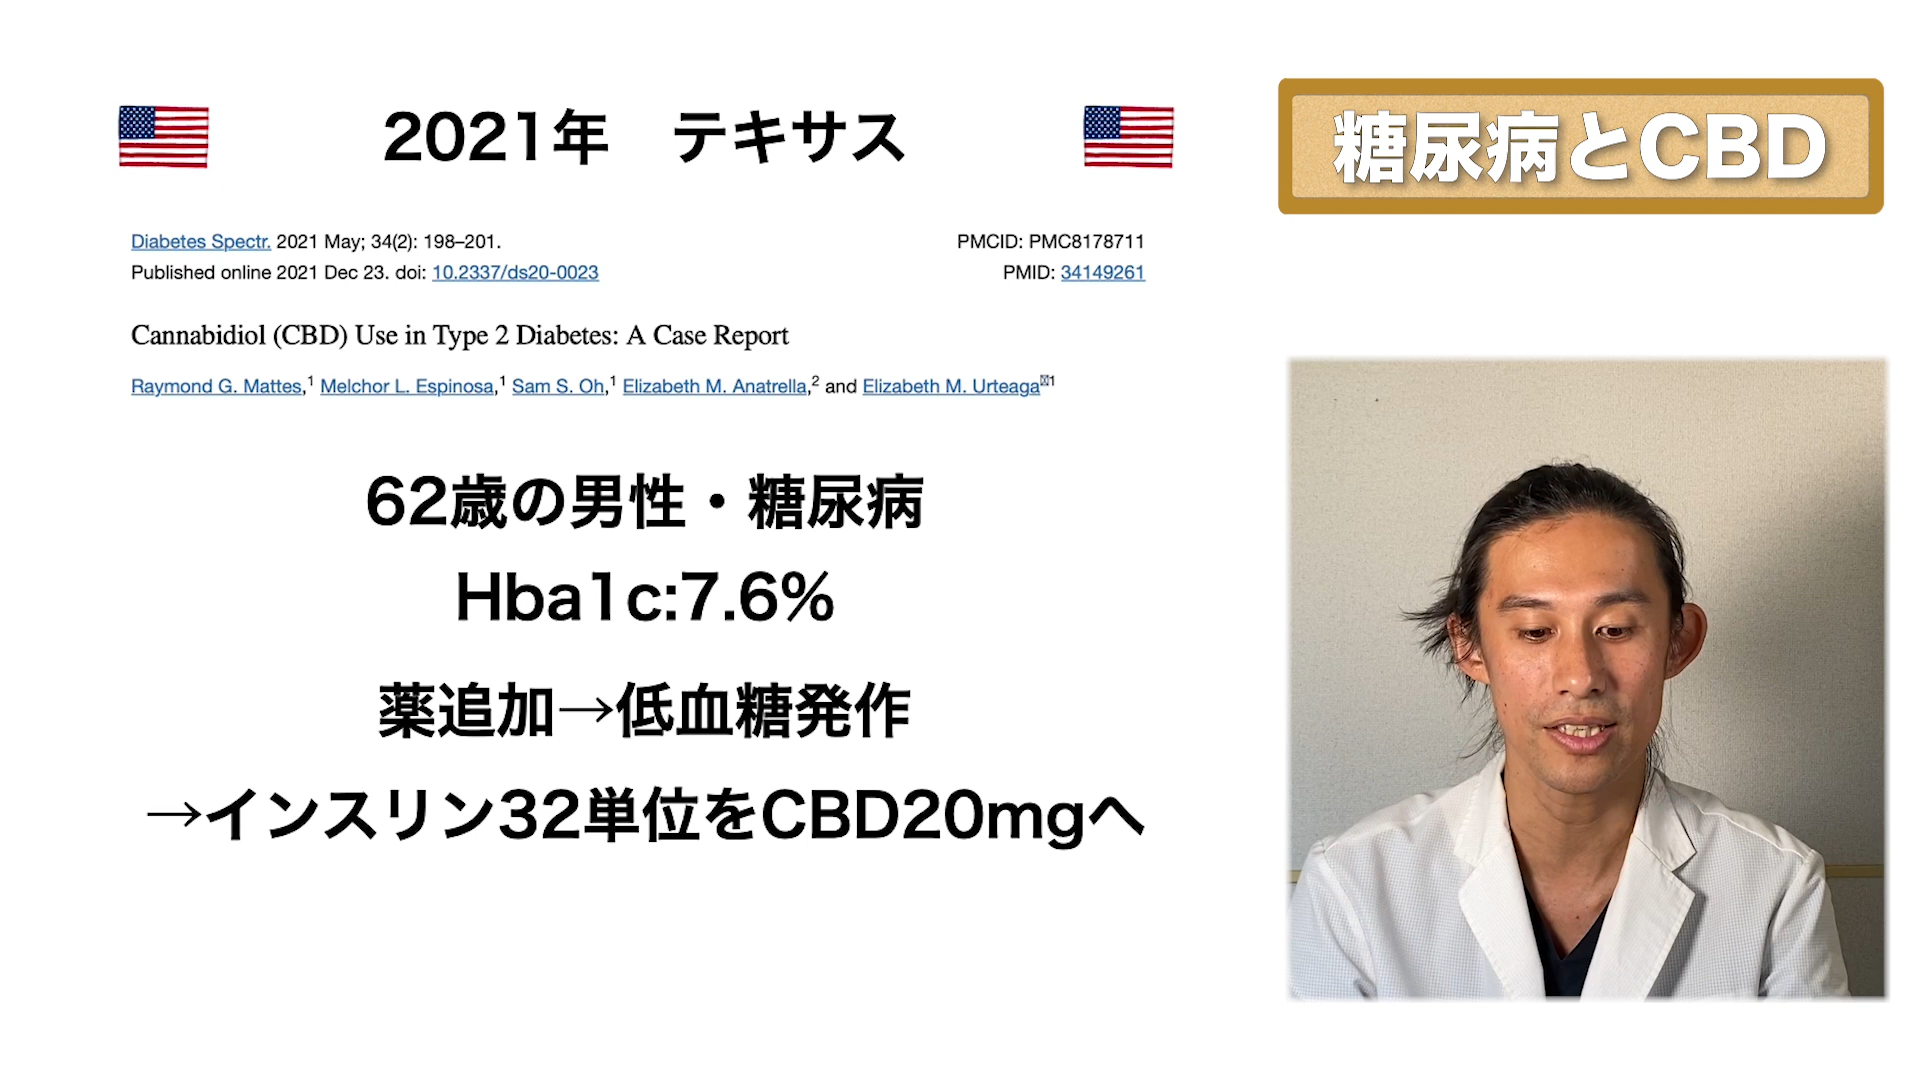 2021年　テキサス
糖尿病とCBD
Diabetes Spectr. 2021 May; 34(2): 198–201.
PMCID: PMC8178711
Published online 2021 Dec 23. doi: 10.2337/ds20-0023
PMID: 34149261
Cannabidiol (CBD) Use in Type 2 Diabetes: A Case Report
Raymond G. Mattes,1 Melchor L. Espinosa,1 Sam S. Oh,1 Elizabeth M. Anatrella,2 and Elizabeth M. Urteaga1
62歳の男性・糖尿病
Hba1c:7.6%
薬追加→低血糖発作
→インスリン32単位をCBD20mgへ